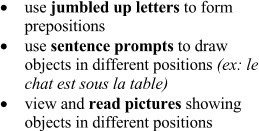 • use jumbled up letters to form
prepositions
• use sentence prompts to draw
objects in different positions (ex: le
chat est sous la table)
• view and read pictures showing
objects in different positions